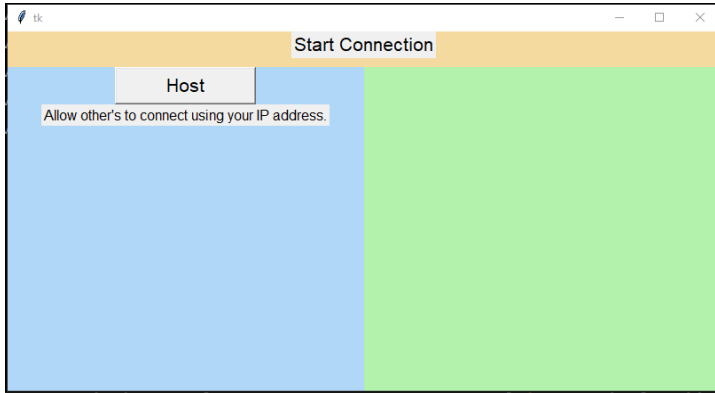 tk
Start Connection
Host
Allow other's to connect using your IP address.